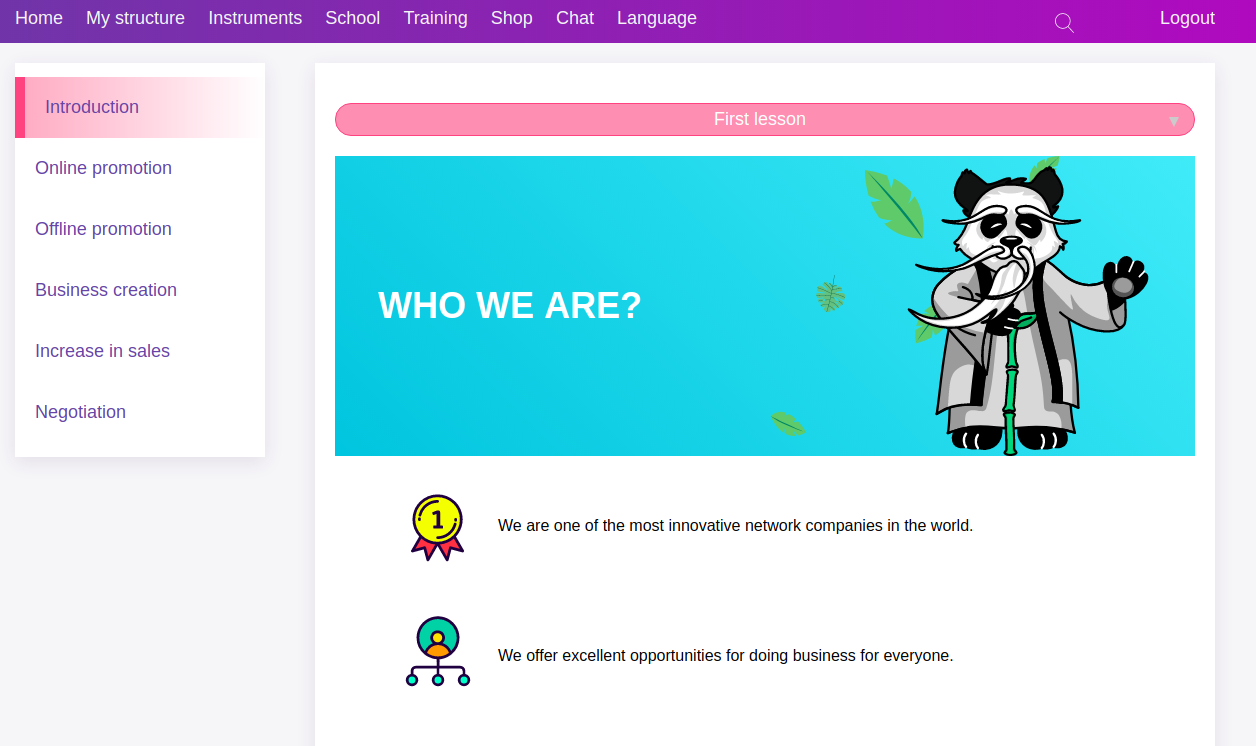 Home My structure Instruments School Training Shop Chat Language Logout
Introduction
Online promotion
Offline promotion
Business creation
Increase in sales
Negotiation
First lesson
WHO WE ARE?
1
We are one of the most innovative network companies in the world.
We offer excellent opportunities for doing business for everyone.